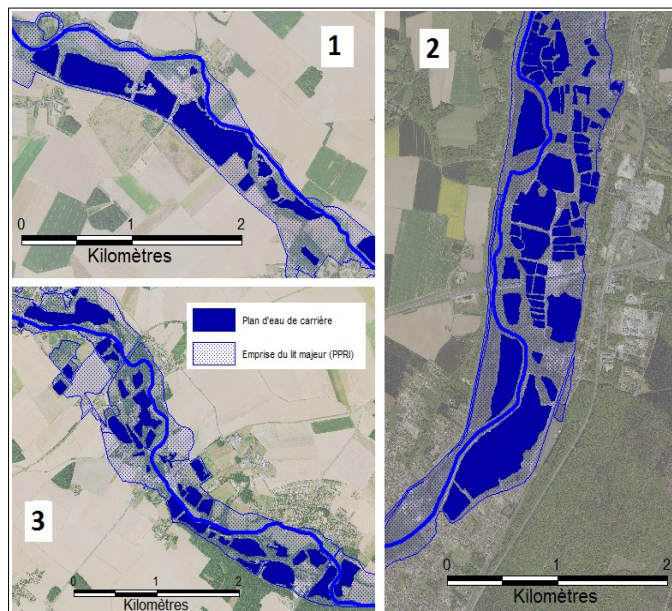 1
0 1 2
Kilomètres
2
0 1 2
Kilomètres
Plan d'eau de carrière
Emprise du lit majeur (PPRI)
3
0 1 2
Kilomètres